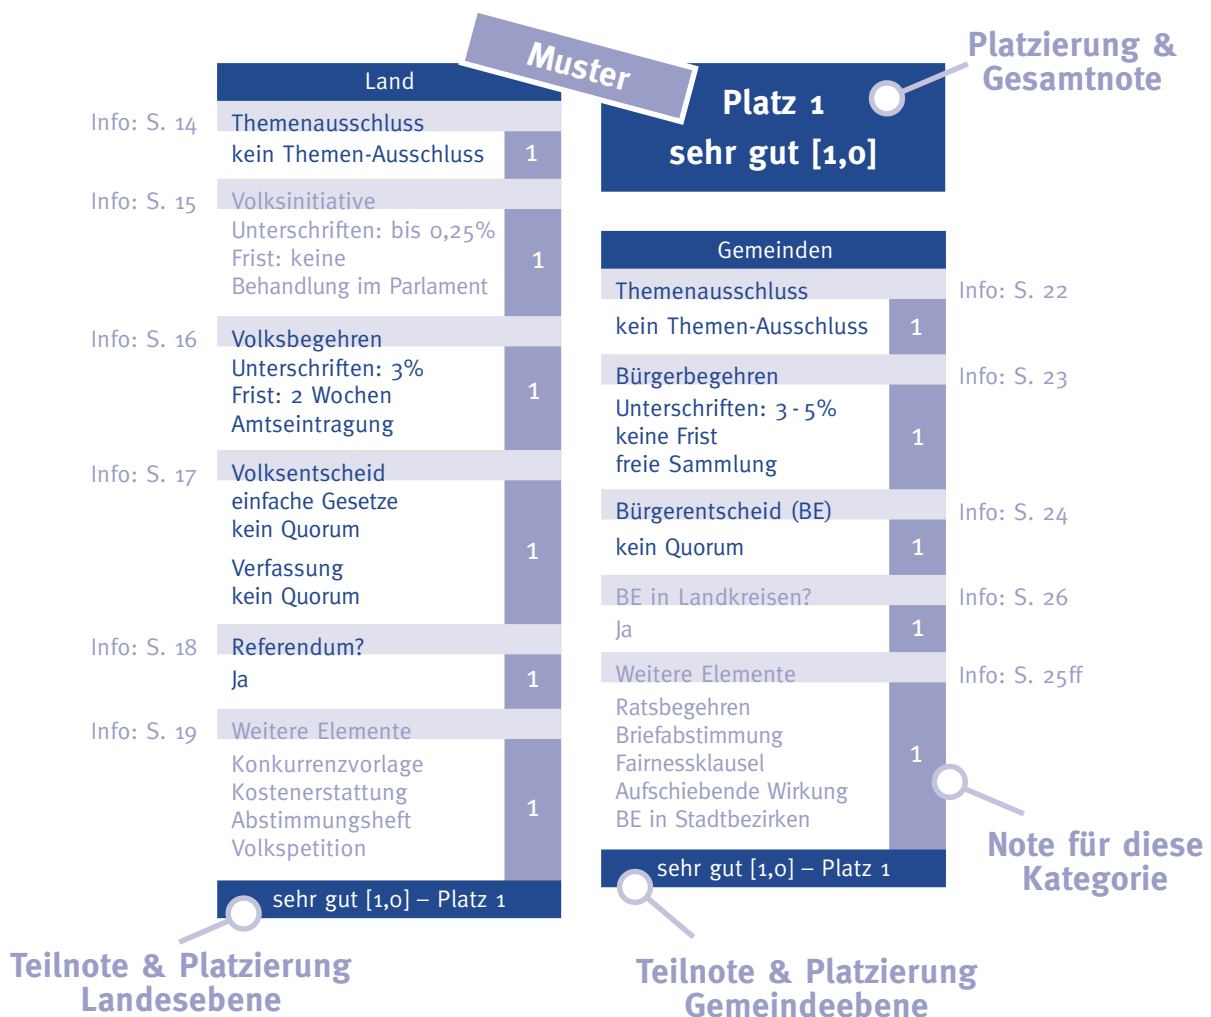 Muster
Platzierung &
Gesamtnote
Platz 1
sehr gut [1,0]
Land
Info: S. 14
Themenausschluss
kein Themen-Ausschluss 1
Info: S. 15
Volksinitiative
Unterschriften: bis 0,25%
Frist: keine 1
Behandlung im Parlament
Info: S. 16
Volksbegehren
Unterschriften: 3%
Frist: 2 Wochen 1
Amtseintragung
Info: S. 17
Volksentscheid
einfache Gesetze
kein Quorum
1
Verfassung
kein Quorum
Info: S. 18
Referendum?
Ja 1
Info: S. 19
Weitere Elemente
Konkurrenzvorlage
Kostenerstattung
Abstimmungsheft 1
Volkspetition
sehr gut [1,0] – Platz 1
Teilnote & Platzierung
Landesebene
Gemeinden
Themenausschluss Info: S. 22
kein Themen-Ausschluss 1
Bürgerbegehren Info: S. 23
Unterschriften: 3 - 5%
keine Frist 1
freie Sammlung
Bürgerentscheid (BE) Info: S. 24
kein Quorum 1
BE in Landkreisen? Info: S. 26
Ja 1
Weitere Elemente Info: S. 25ff
Ratsbegehren
Briefabstimmung
Fairnessklausel 1
Aufschiebende Wirkung
BE in Stadtbezirken
Note für diese
Kategorie
sehr gut [1,0] – Platz 1
Teilnote & Platzierung
Gemeindeebene